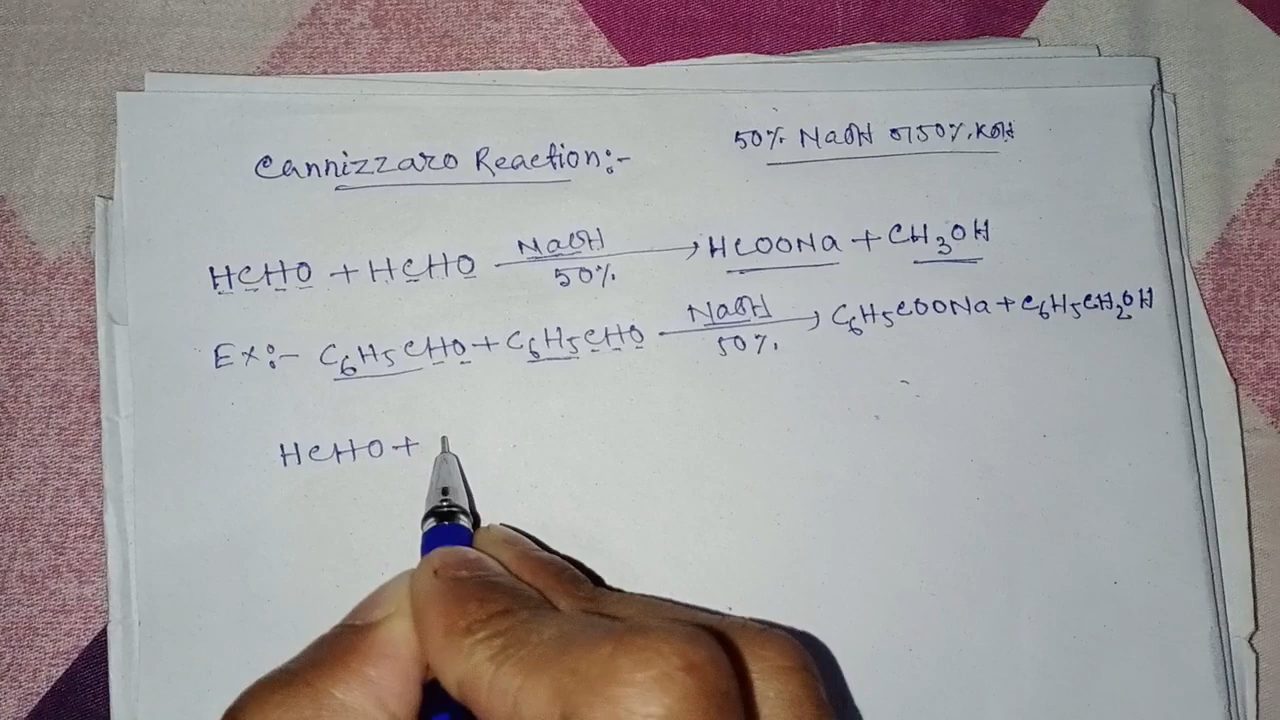 50% NaOH or 50% KOH
Cannizzaro Reaction:-
HCHO + HCHO NaOH 50% → HCOONa + CH3OH
Ex:- C6H5CHO + C6H5CHO NaOH 50% → C6H5COONa + C6H5CH2OH
HCHO +